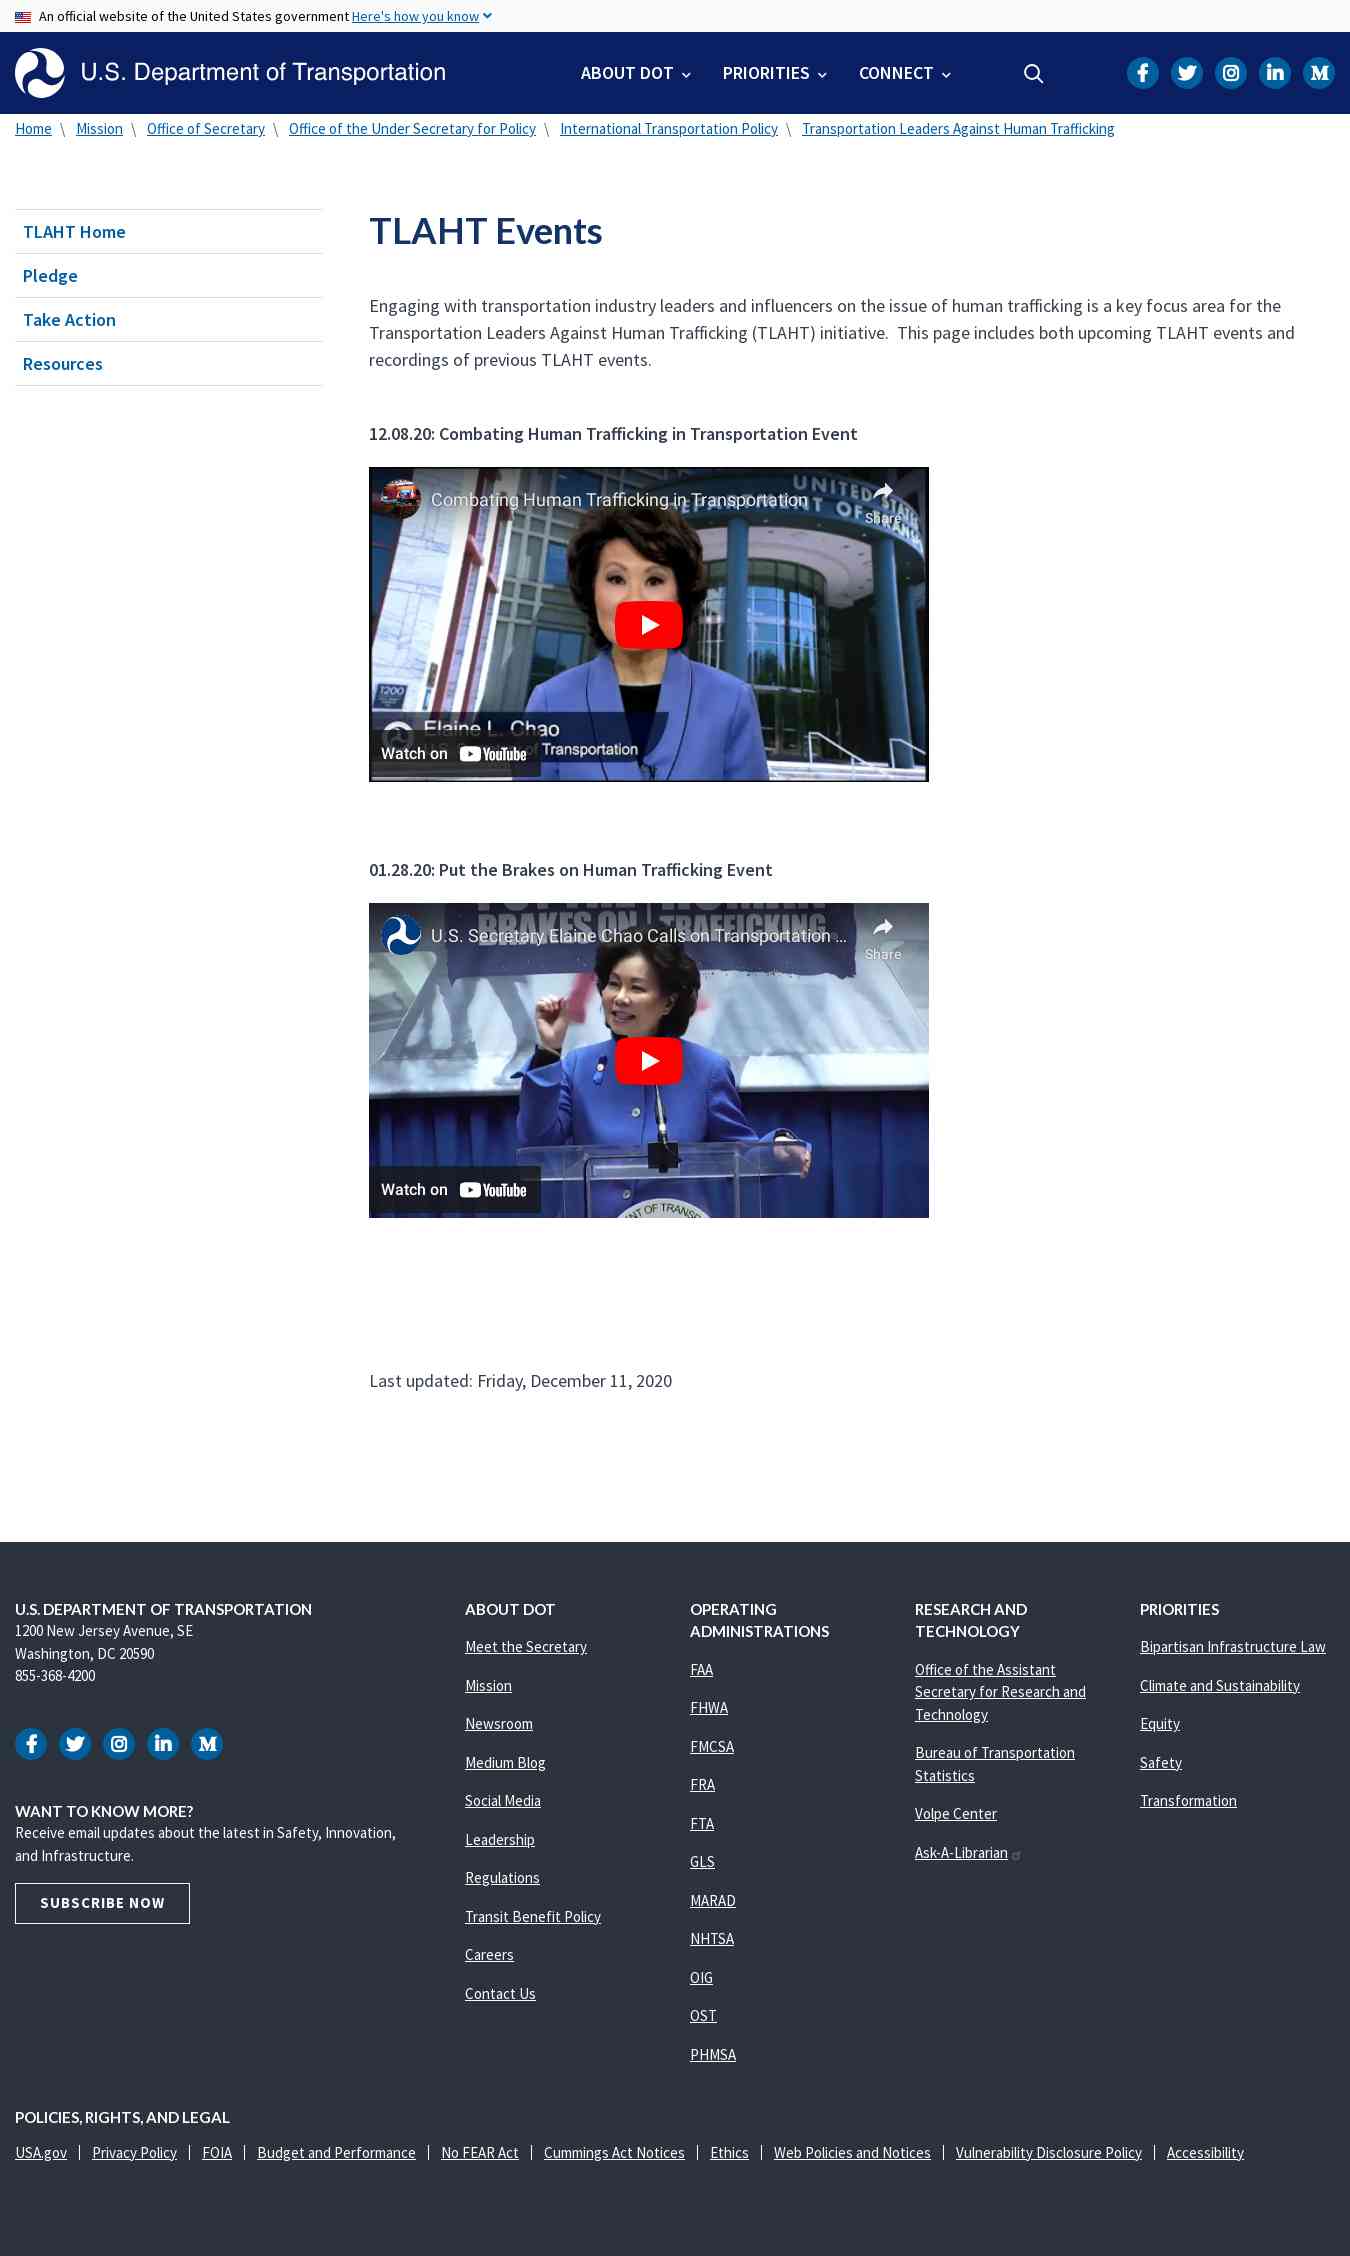 An official website of the United States government Here's how you know
U.S. Department of Transportation
ABOUT DOT
PRIORITIES
CONNECT
Home \ Mission \ Office of Secretary \ Office of the Under Secretary for Policy \ International Transportation Policy \ Transportation Leaders Against Human Trafficking
TLAHT Home
Pledge
Take Action
Resources
TLAHT Events
Engaging with transportation industry leaders and influencers on the issue of human trafficking is a key focus area for the
Transportation Leaders Against Human Trafficking (TLAHT) initiative.  This page includes both upcoming TLAHT events and
recordings of previous TLAHT events.
12.08.20: Combating Human Trafficking in Transportation Event
Combating Human Trafficking in Transportation
Share
UNITED ST
1200
Elaine L. Chao
of Transportation
Watch on YouTube
01.28.20: Put the Brakes on Human Trafficking Event
BRAKES ON TRAFFICKING
U.S. Secretary Elaine Chao Calls on Transportation ...
Share
Watch on YouTube
NT OF TRANSP
Last updated: Friday, December 11, 2020
U.S. DEPARTMENT OF TRANSPORTATION
1200 New Jersey Avenue, SE
Washington, DC 20590
855-368-4200
WANT TO KNOW MORE?
Receive email updates about the latest in Safety, Innovation,
and Infrastructure.
SUBSCRIBE NOW
ABOUT DOT
Meet the Secretary
Mission
Newsroom
Medium Blog
Social Media
Leadership
Regulations
Transit Benefit Policy
Careers
Contact Us
OPERATING
ADMINISTRATIONS
FAA
FHWA
FMCSA
FRA
FTA
GLS
MARAD
NHTSA
OIG
OST
PHMSA
RESEARCH AND
TECHNOLOGY
Office of the Assistant
Secretary for Research and
Technology
Bureau of Transportation
Statistics
Volpe Center
Ask-A-Librarian
PRIORITIES
Bipartisan Infrastructure Law
Climate and Sustainability
Equity
Safety
Transformation
POLICIES, RIGHTS, AND LEGAL
USA.gov | Privacy Policy | FOIA | Budget and Performance | No FEAR Act | Cummings Act Notices | Ethics | Web Policies and Notices | Vulnerability Disclosure Policy | Accessibility